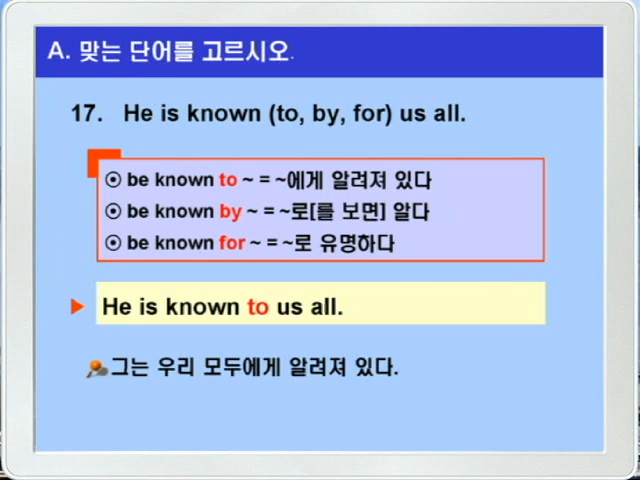 A. 맞는 단어를 고르시오.
17. He is known (to, by, for) us all.
⊙ be known to ~ = ~에게 알려져 있다
⊙ be known by ~ = ~로[를 보면] 알다
⊙ be known for ~ = ~로 유명하다
▶ He is known to us all.
그는 우리 모두에게 알려져 있다.